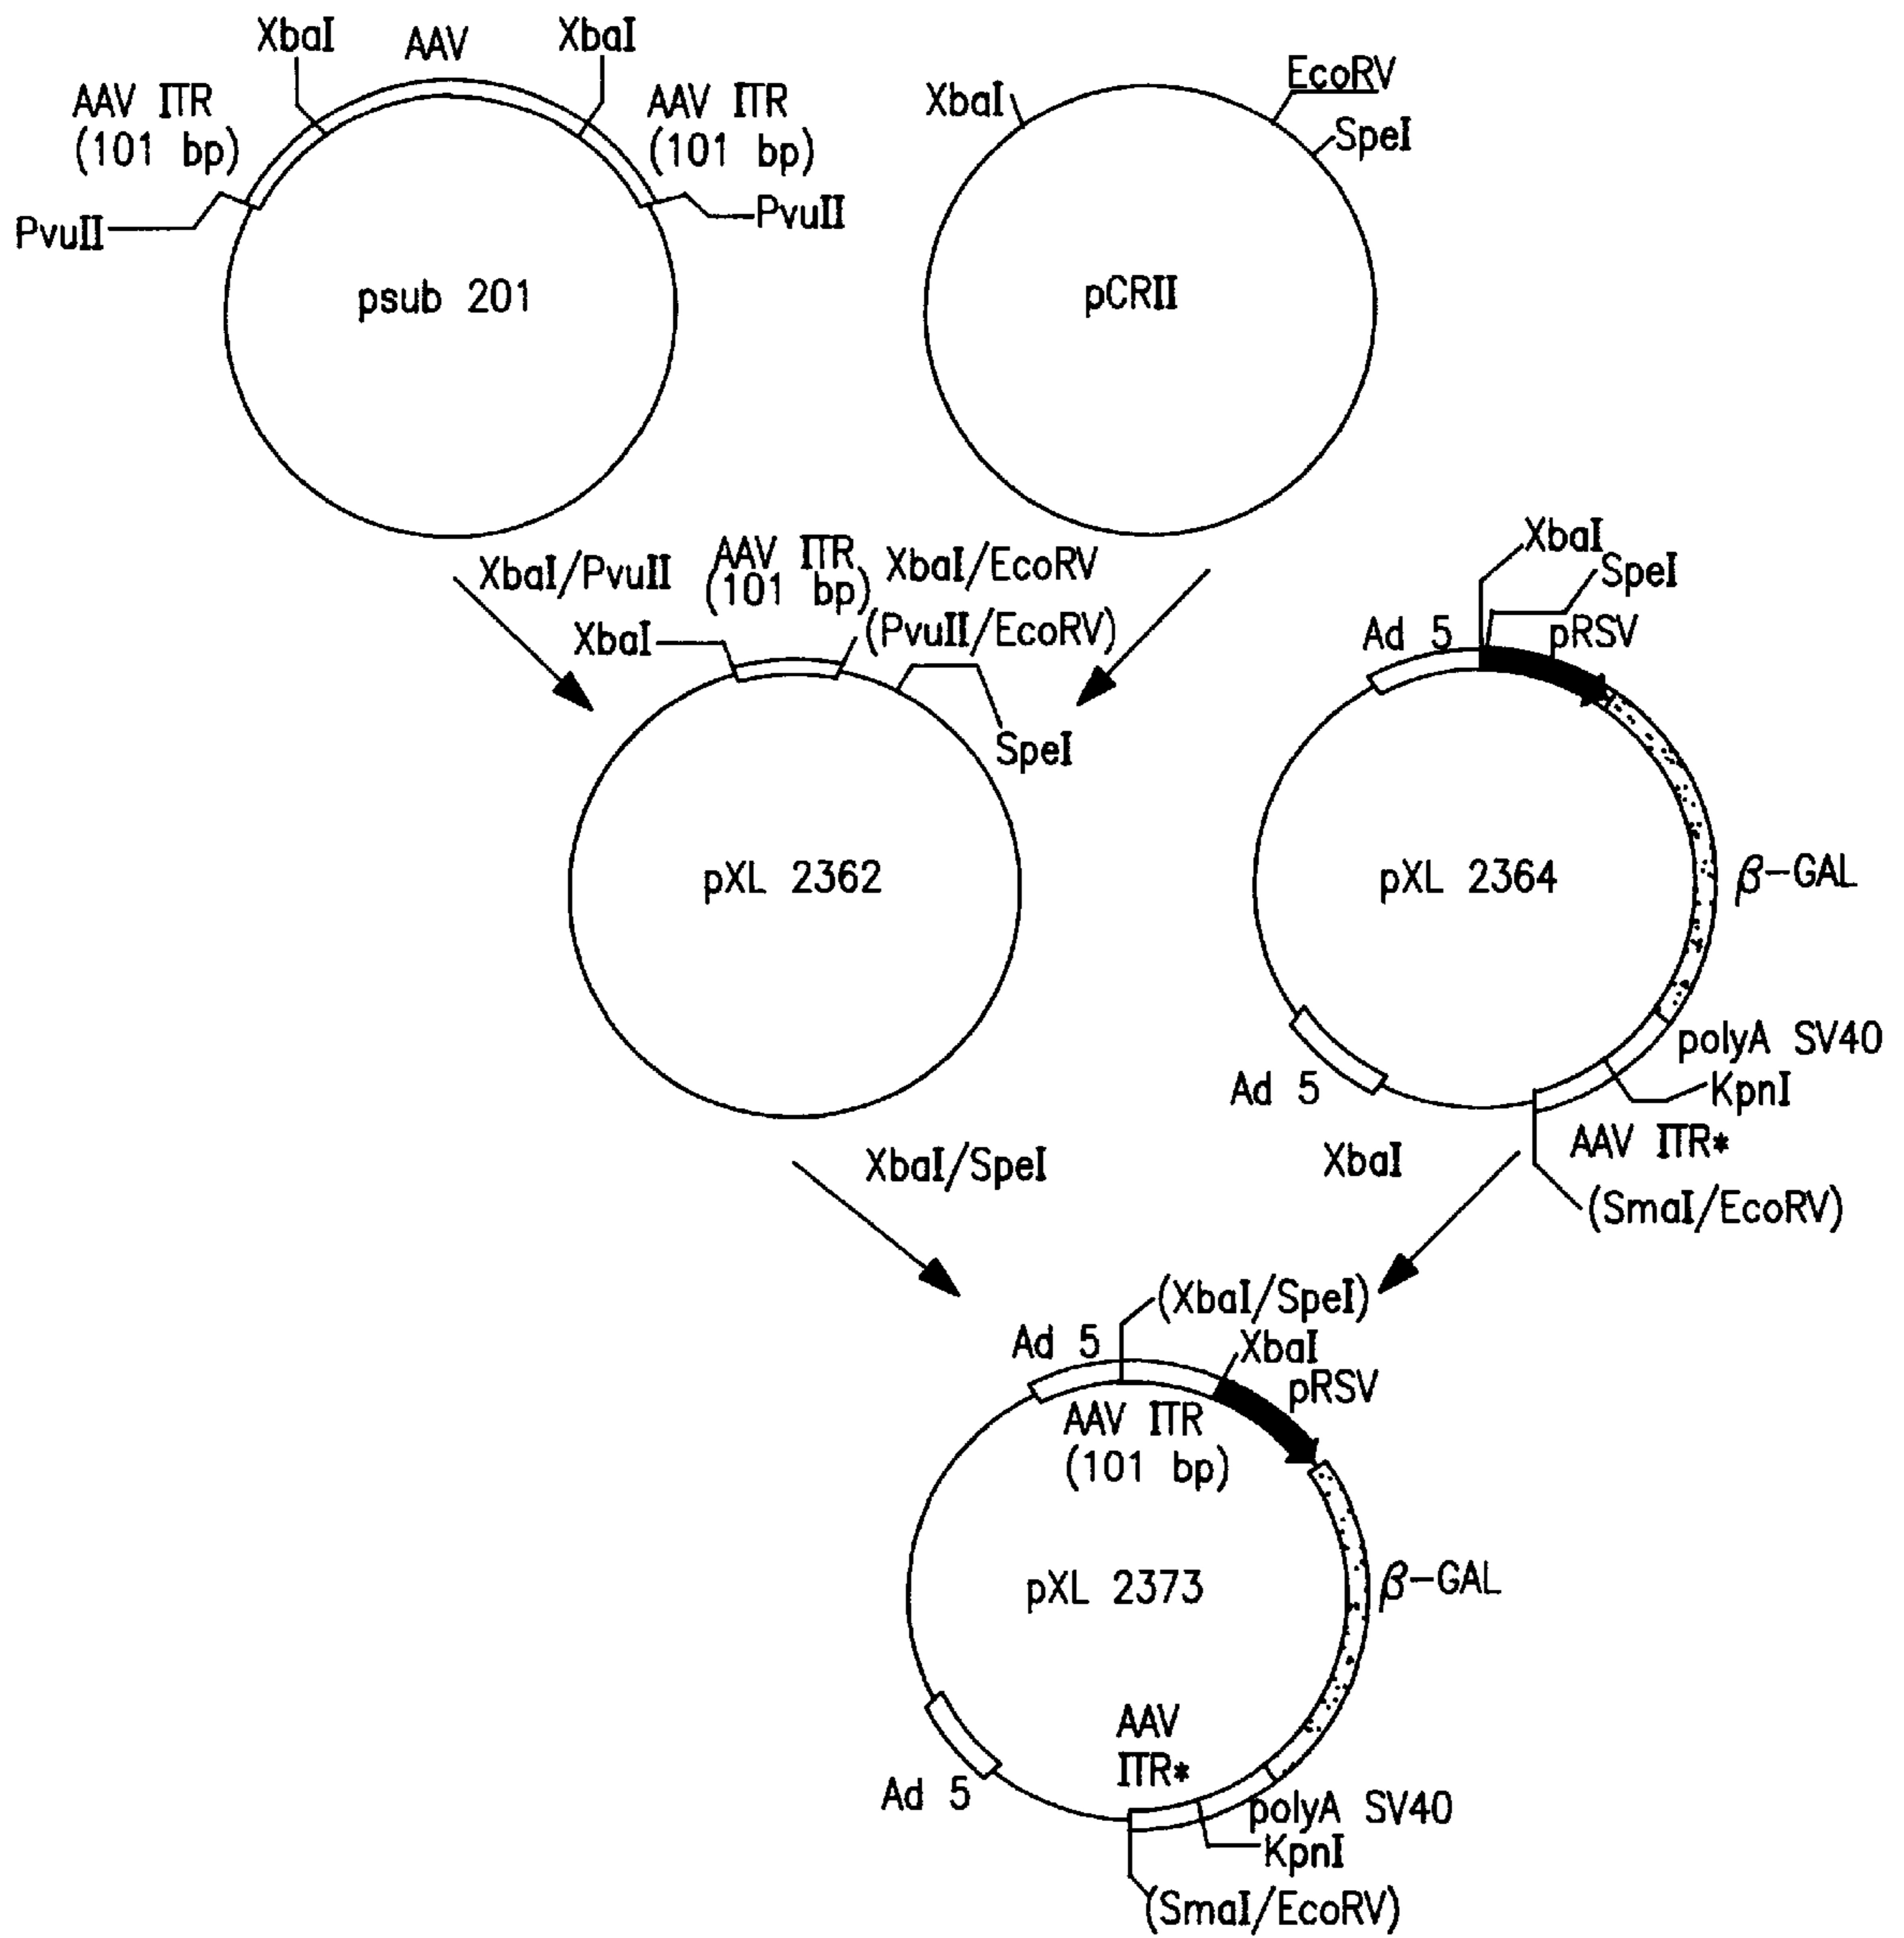 XbaI
AAV
XbaI
AAV ITR
(101 bp)
AAV ITR
(101 bp)
PvuII
PvuII
psub 201
XbaI
EcoRV
SpeI
pCRII
XbaI/PvuII
AAV ITR
(101 bp)
XbaI/EcoRV
XbaI
(PvuII/EcoRV)
SpeI
pXL 2362
XbaI
SpeI
Ad 5
pRSV
pXL 2364
β-GAL
polyA SV40
KpnI
Ad 5
AAV ITR*
(SmaI/EcoRV)
XbaI/SpeI
XbaI
(XbaI/SpeI)
Ad 5
XbaI
pRSV
AAV ITR
(101 bp)
pXL 2373
β-GAL
AAV
ITR*
Ad 5
polyA SV40
KpnI
(SmaI/EcoRV)